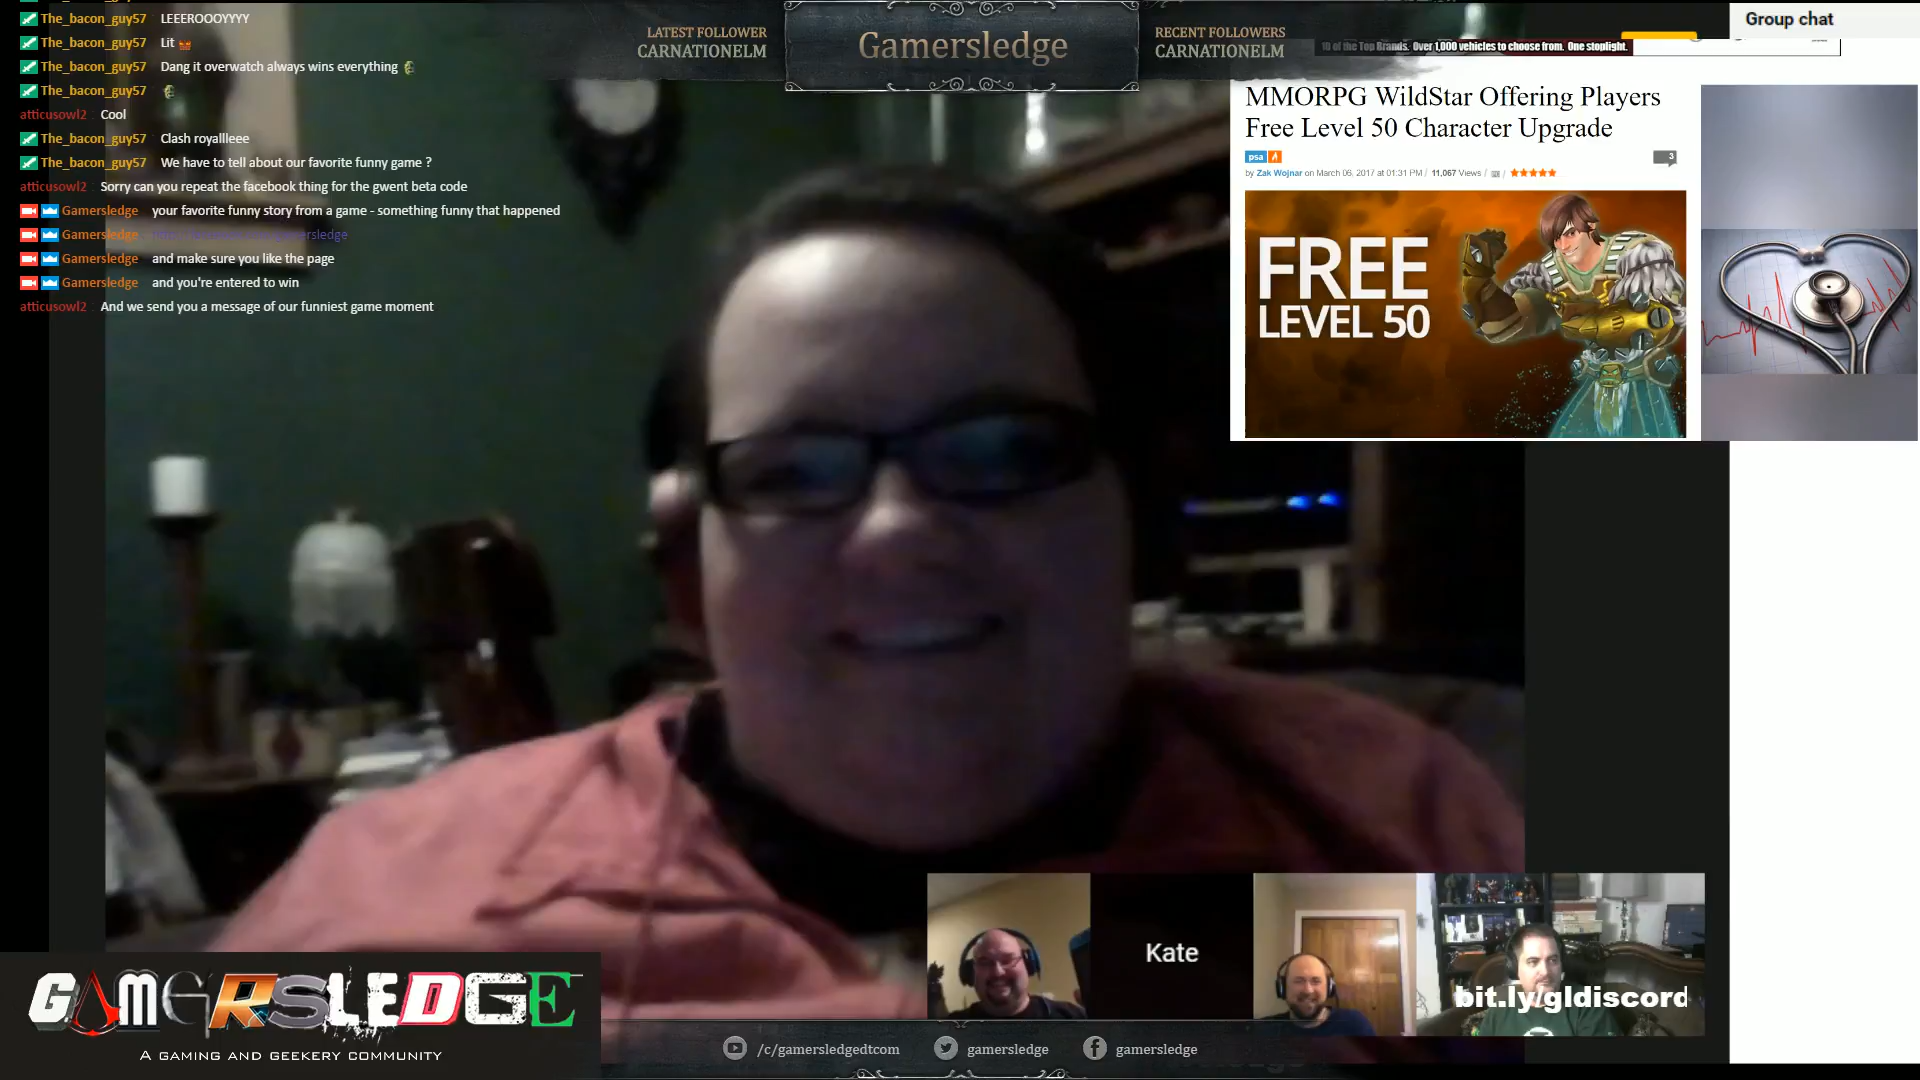 The_bacon_guy57 LEEEROOOYYYY
The_bacon_guy57 Lit
The_bacon_guy57 Dang it overwatch always wins everything
The_bacon_guy57
atticusowl2 : Cool
The_bacon_guy57 Clash royallleee
The_bacon_guy57 We have to tell about our favorite funny game ?
atticusowl2 : Sorry can you repeat the facebook thing for the gwent beta code
Gamersledge your favorite funny story from a game - something funny that happened
Gamersledge
Gamersledge and make sure you like the page
Gamersledge and you're entered to win
atticusowl2 : And we send you a message of our funniest game moment
LATEST FOLLOWER
CARNATIONELM
Gamersledge
RECENT FOLLOWERS
CARNATIONELM
Group chat
10 of the Top Brands. Over 1,000 vehicles to choose from. One stoplight.
MMORPG WildStar Offering Players
Free Level 50 Character Upgrade
psa
3
by Zak Wojnar on March 06, 2017 at 01:31 PM / 11,067 Views /
FREE
LEVEL 50
Kate
bit.ly/gldiscord
GAMERSLEDGE
A GAMING AND GEEKERY COMMUNITY
/c/gamersledgedtcom
gamersledge
gamersledge